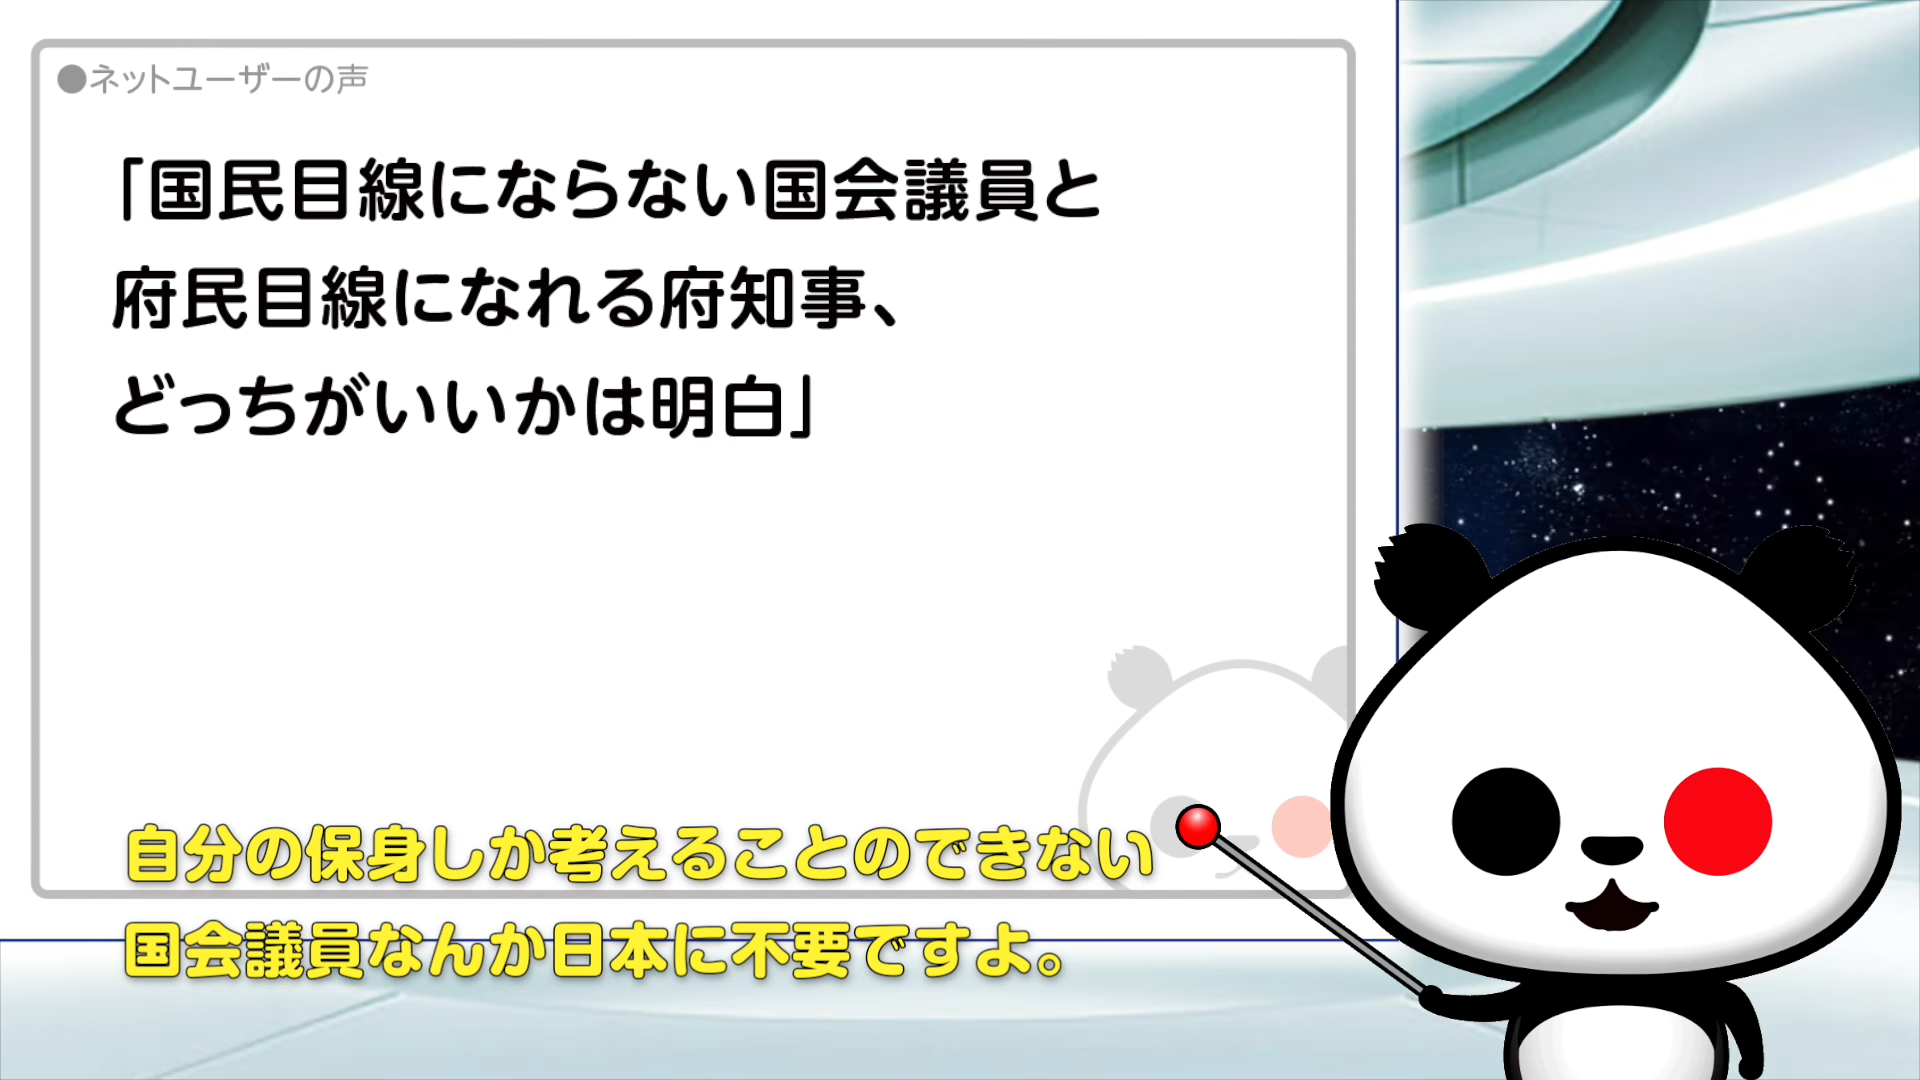 ●ネットユーザーの声
「国民目線にならない国会議員と
府民目線になれる府知事、
どっちがいいかは明白」
自分の保身しか考えることのできない
国会議員なんか日本に不要ですよ。